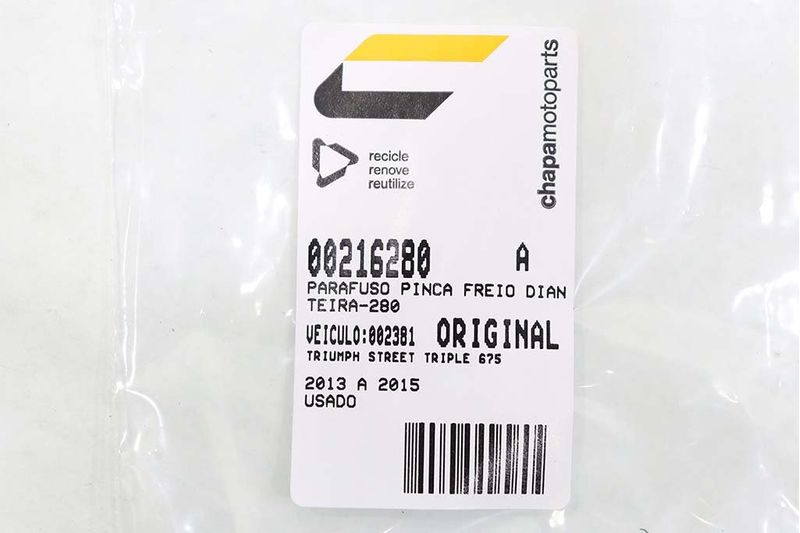 chapamotoparts
recicle
renove
reutilize
00216280 A
PARAFUSO PINCA FREIO DIAN
TEIRA-280
VEICULO:002381 ORIGINAL
TRIUMPH STREET TRIPLE 675
2013 A 2015
USADO